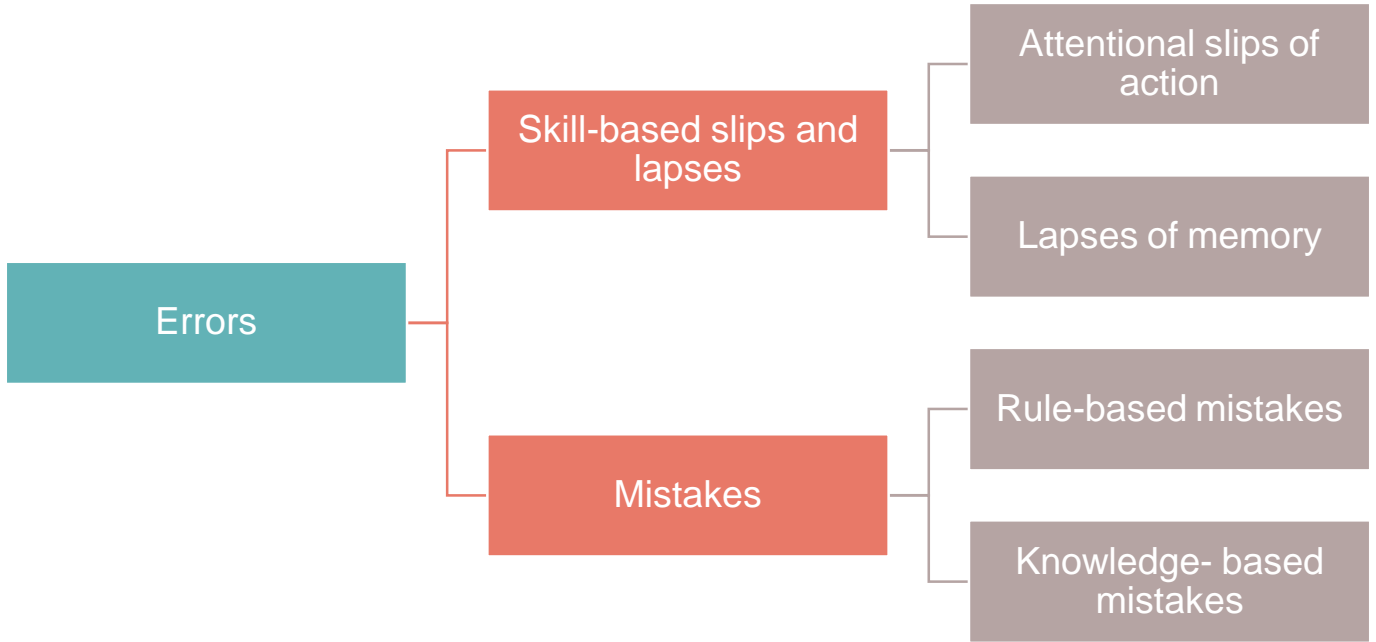 Attentional slips of
action
Skill-based slips and
lapses
Lapses of memory
Errors
Rule-based mistakes
Mistakes
Knowledge- based
mistakes